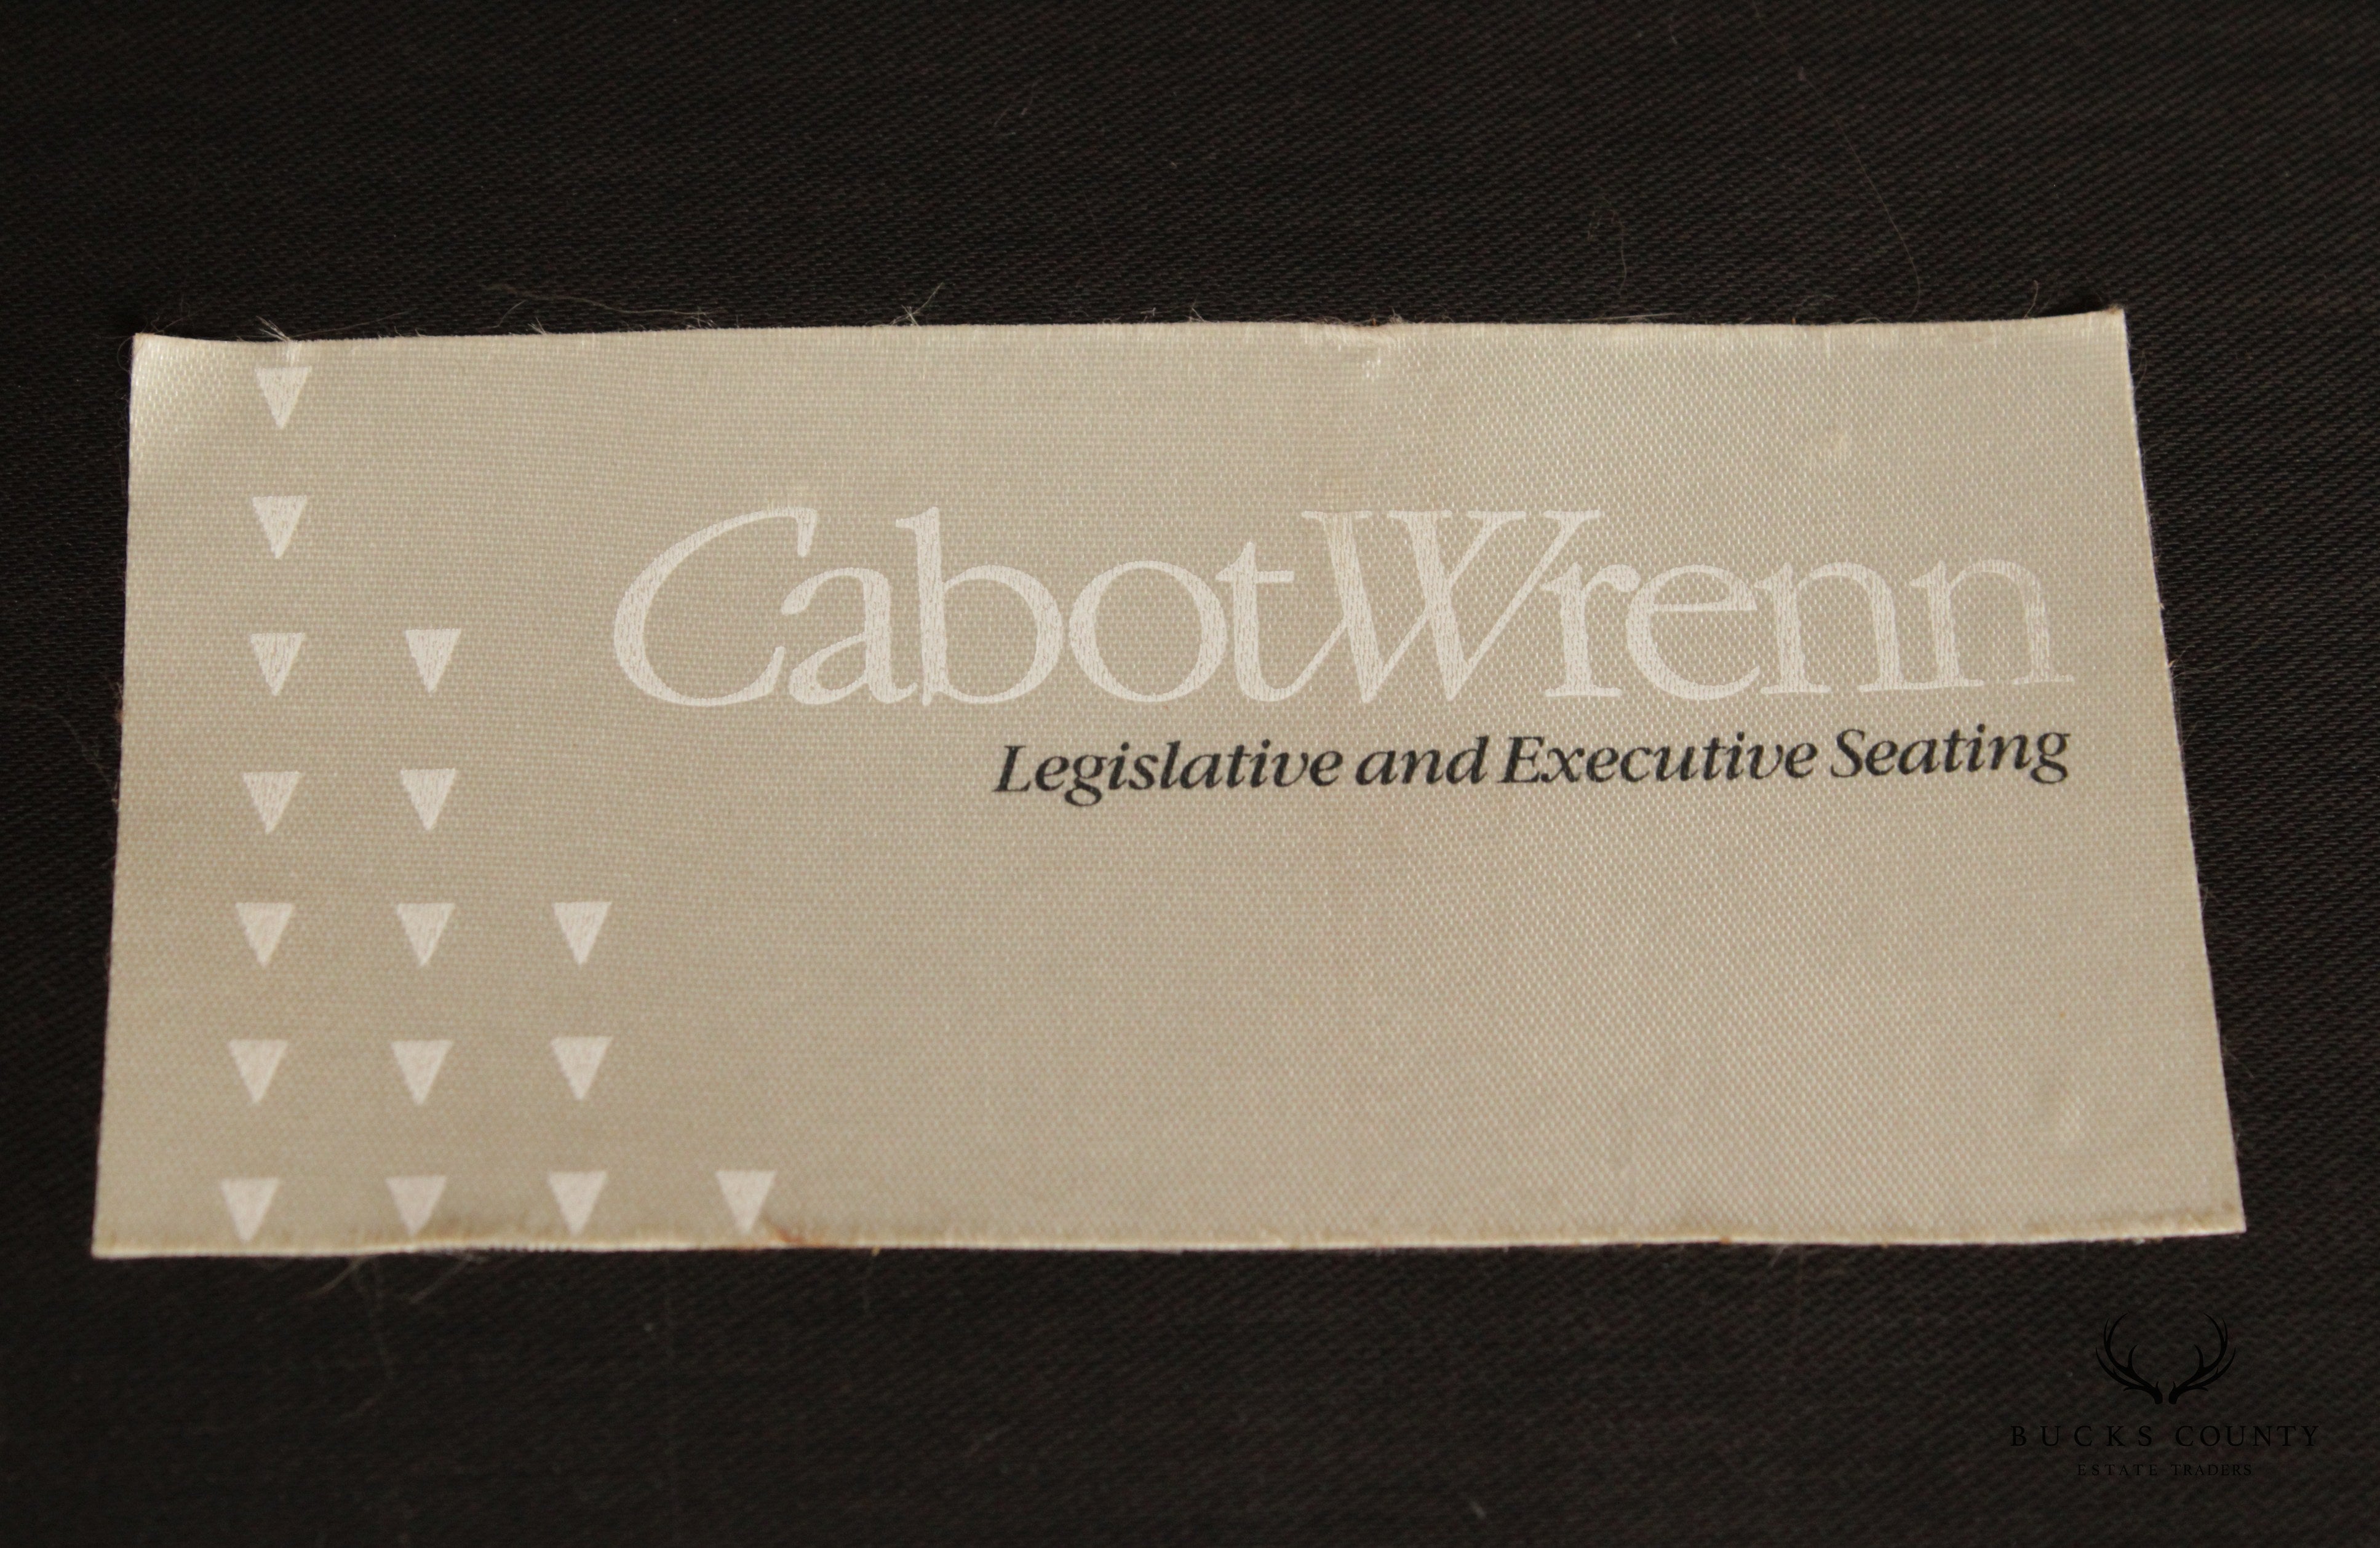 CabotWrenn
Legislative and Executive Seating
BUCKS COUNTY
ESTATE TRADERS